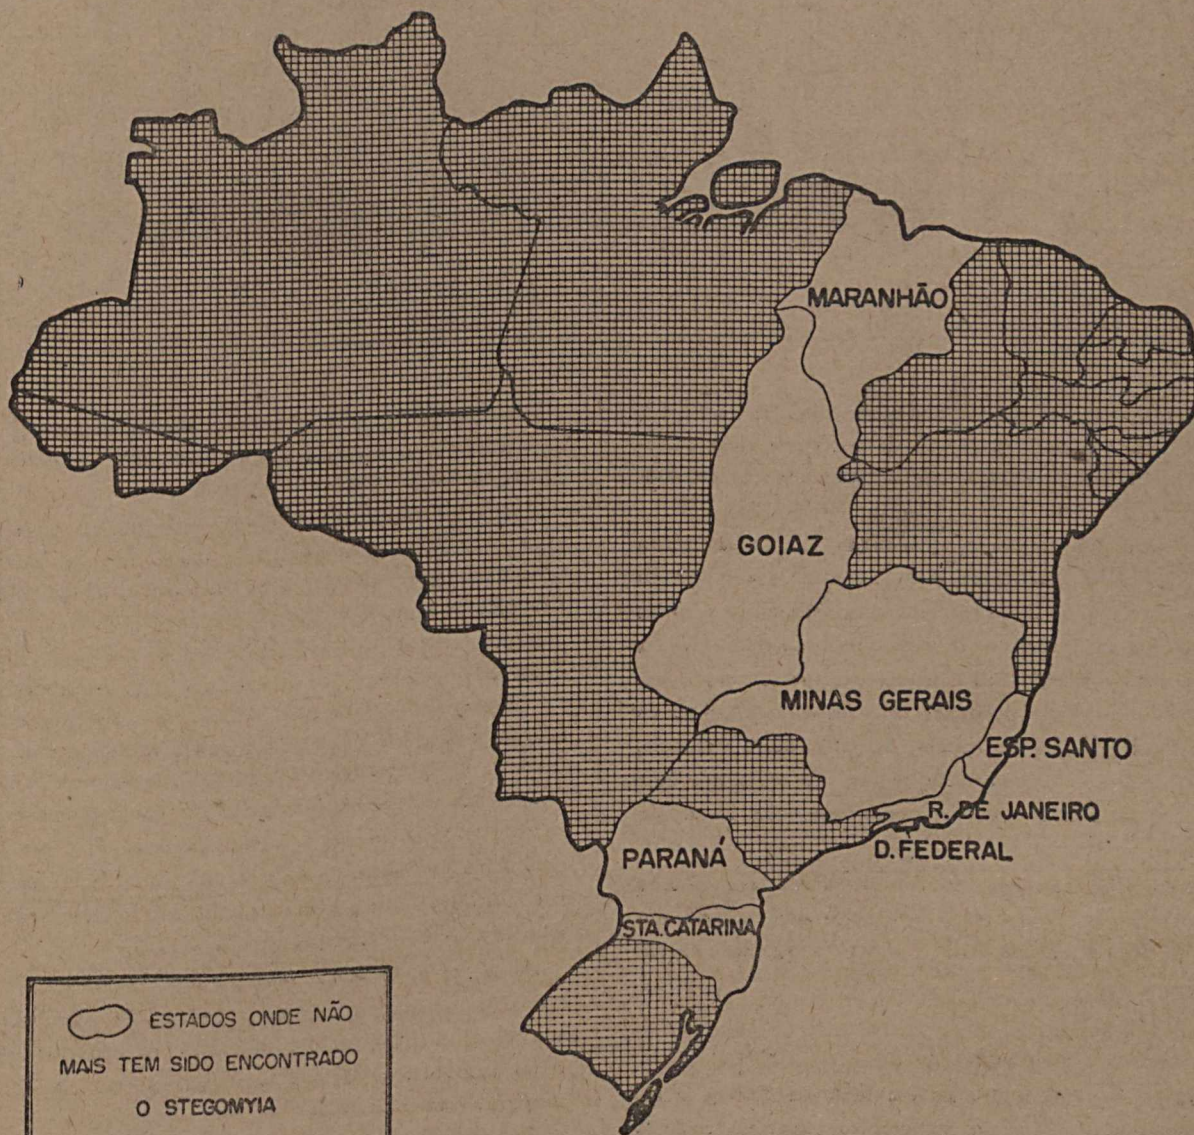 MARANHÃO
GOIAZ
MINAS GERAIS
ESP. SANTO
R. DE JANEIRO
D. FEDERAL
PARANÁ
STA. CATARINA
ESTADOS ONDE NÃO
MAIS TEM SIDO ENCONTRADO
O STEGOMYIA